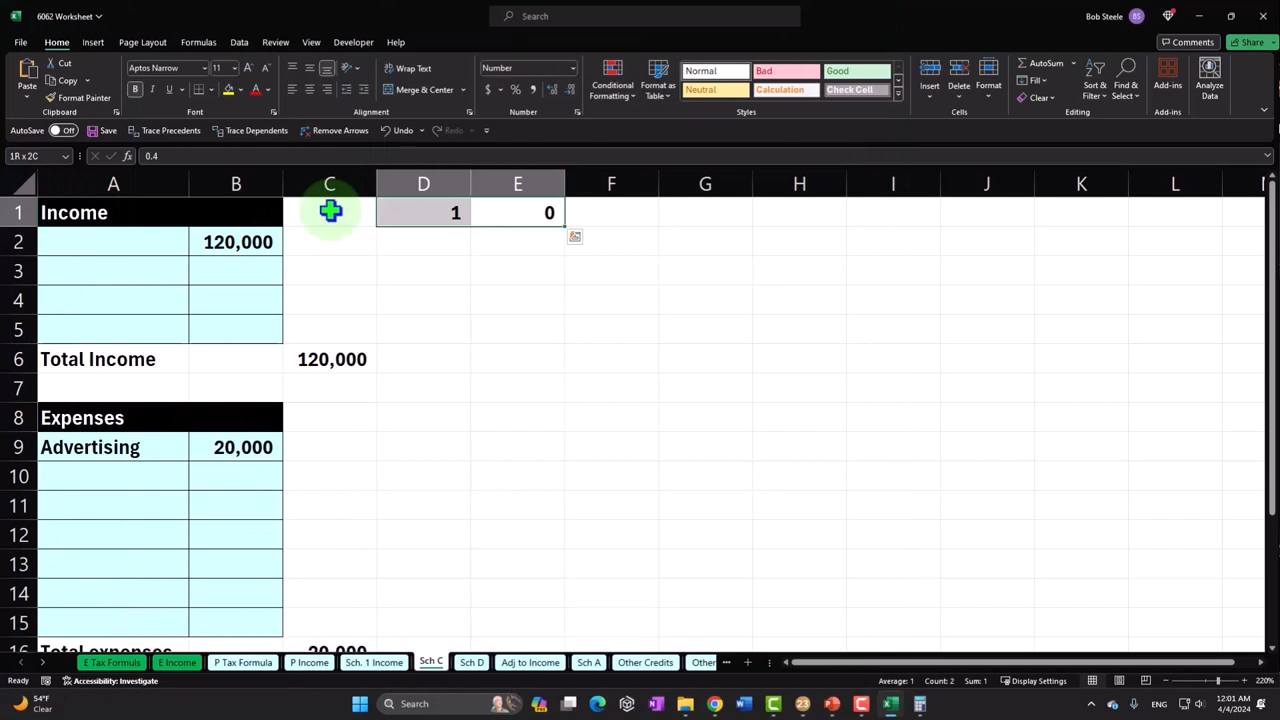 6062 Worksheet
Search
Bob Steele
BS
File Home Insert Page Layout Formulas Data Review View Developer Help
Comments Share
Cut
Copy
Format Painter
Paste
Clipboard
Aptos Narrow 11
B I U
Font
Wrap Text
Merge & Center
Alignment
Number
$ % ,
Number
Conditional Formatting
Format as Table
Normal Bad Good
Neutral Calculation Check Cell
Styles
Insert Delete Format
Cells
AutoSum
Fill
Clear
Sort & Filter
Find & Select
Editing
Add-ins
Add-ins
Analyze Data
AutoSave Off Save Trace Precedents Trace Dependents Remove Arrows Undo Redo
1R x 2C fx 0.4
A B C D E F G H I J K L
1 Income 1 0
2 120,000
3
4
5
6 Total Income 120,000
7
8 Expenses
9 Advertising 20,000
10
11
12
13
14
15
16 Total expenses 20,000
E Tax Formuls E Income P Tax Formula P Income Sch. 1 Income Sch C Sch D Adj to Income Sch A Other Credits Other
Ready Accessibility: Investigate Average: 1 Count: 2 Sum: 1 Display Settings 220%
54°F
Clear
Search
ENG
12:01 AM
4/4/2024